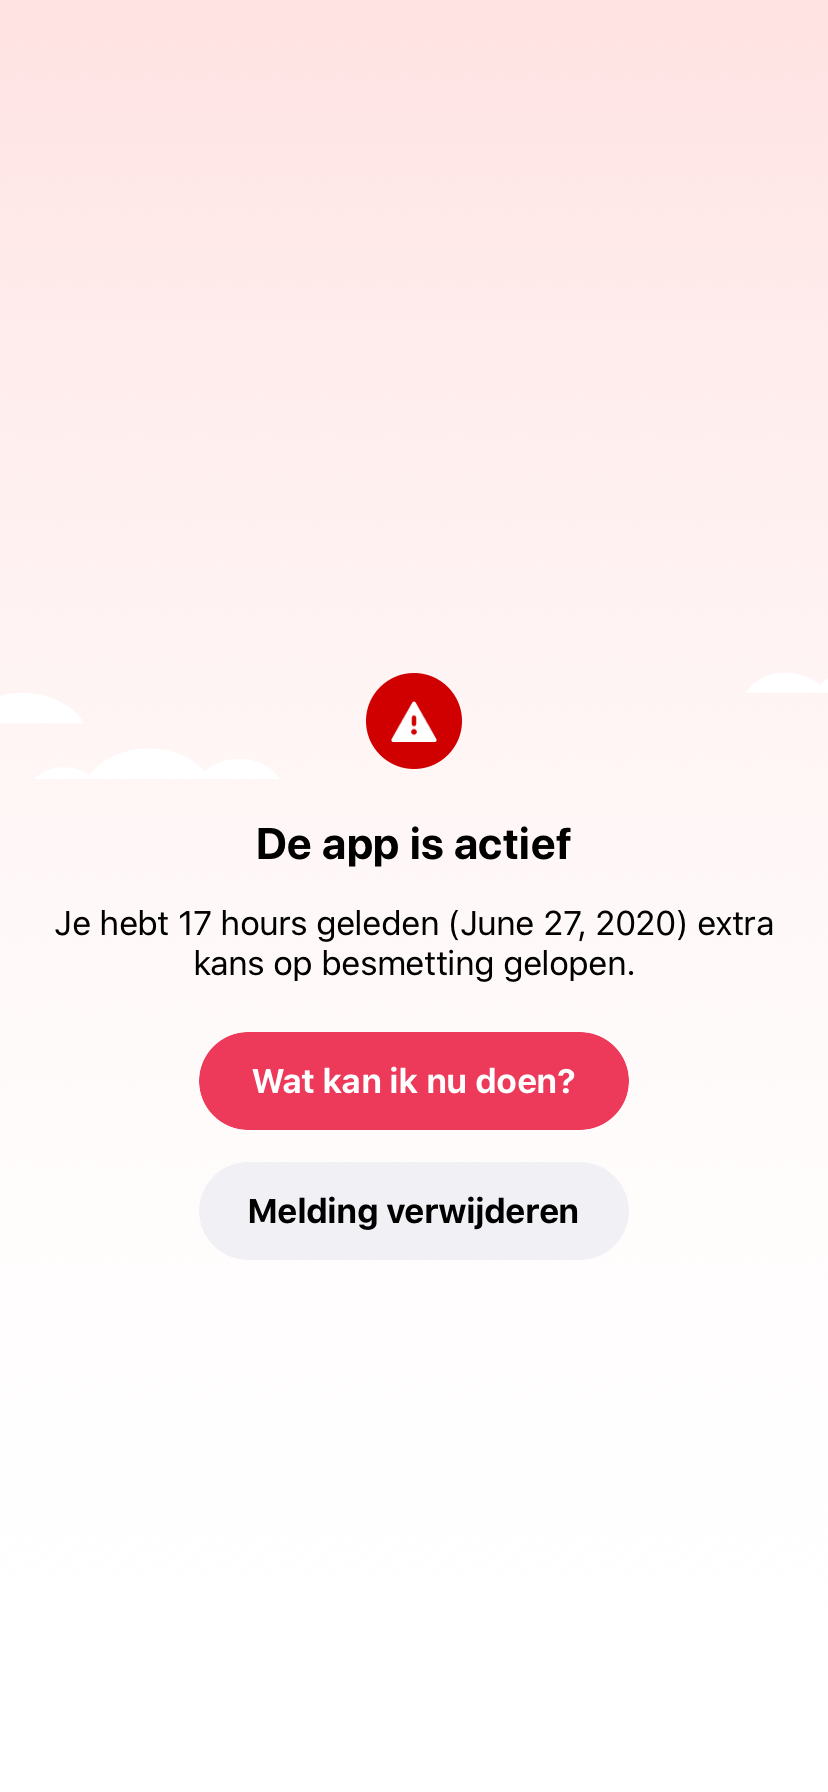 De app is actief
Je hebt 17 hours geleden (June 27, 2020) extra
kans op besmetting gelopen.
Wat kan ik nu doen?
Melding verwijderen